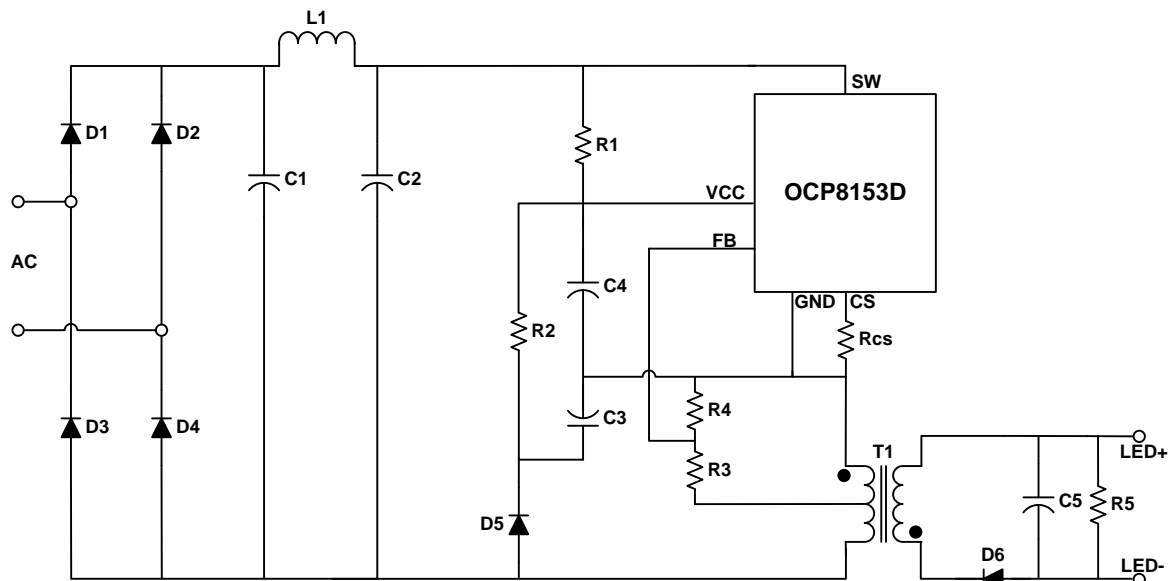 L1
SW
D1
D2
R1
C1
C2
VCC
OCP8153D
FB
AC
C4
GND
CS
R2
Rcs
R4
C3
D3
D4
T1
LED+
R3
C5
R5
D5
D6
LED-